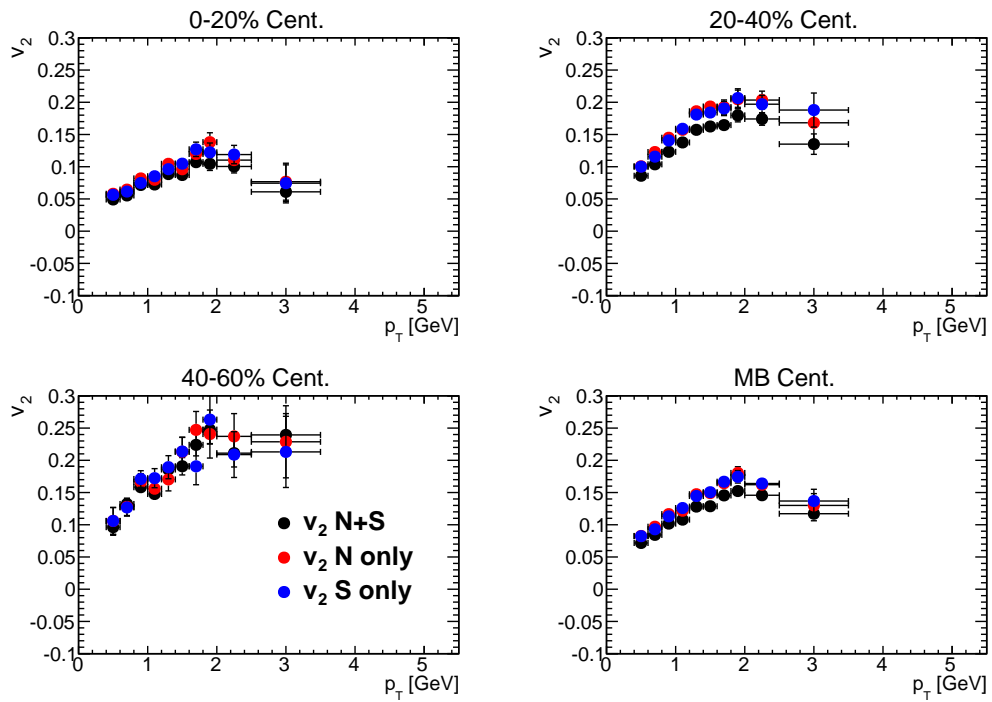 0-20% Cent.
v2
0.3
0.25
0.2
0.15
0.1
0.05
0
-0.05
-0.1
0 1 2 3 4 5
pT [GeV]
20-40% Cent.
v2
0.3
0.25
0.2
0.15
0.1
0.05
0
-0.05
-0.1
0 1 2 3 4 5
pT [GeV]
40-60% Cent.
v2
0.3
0.25
0.2
0.15
0.1
0.05
0
-0.05
-0.1
0 1 2 3 4 5
pT [GeV]
v2 N+S
v2 N only
v2 S only
MB Cent.
v2
0.3
0.25
0.2
0.15
0.1
0.05
0
-0.05
-0.1
0 1 2 3 4 5
pT [GeV]